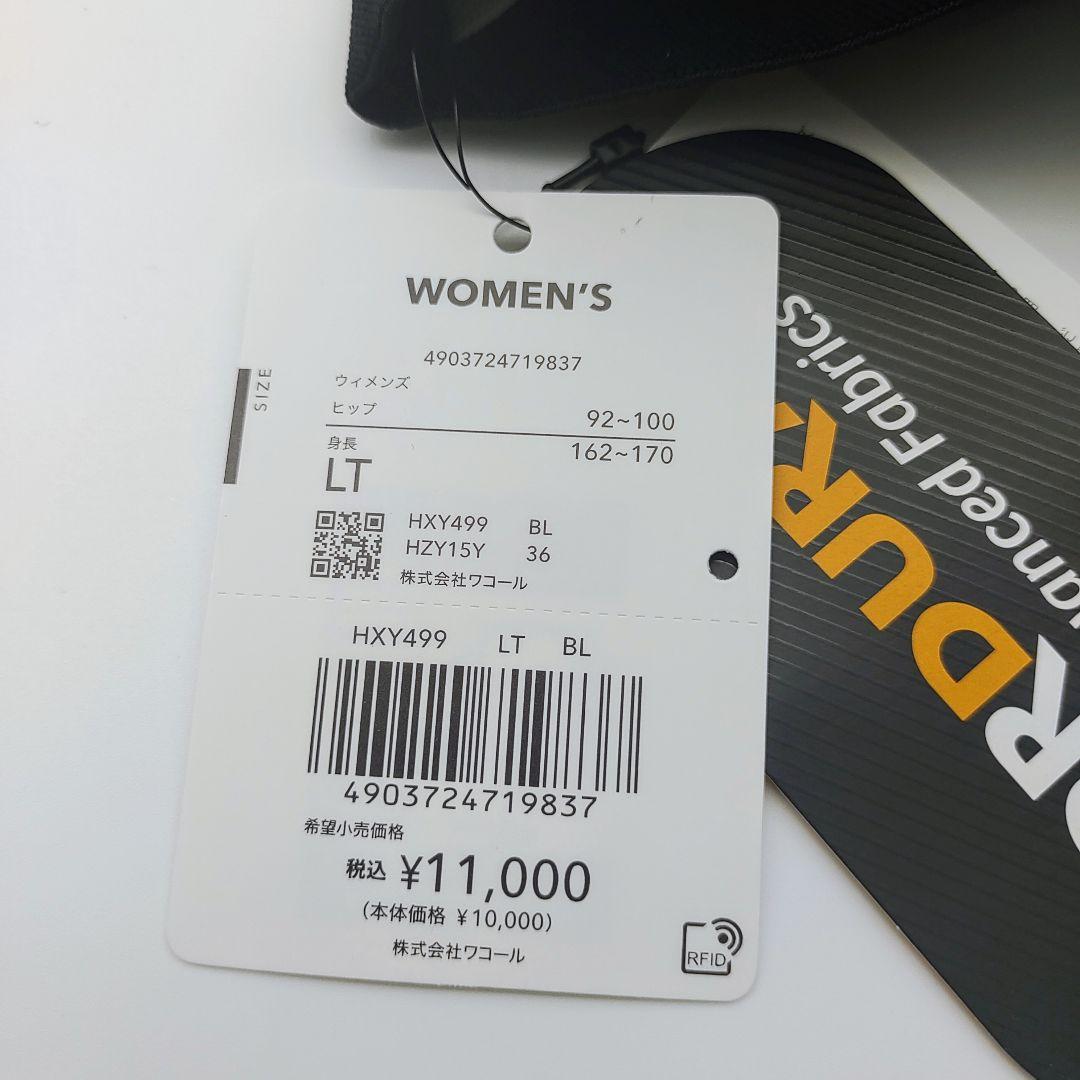 WOMEN'S
4903724719837
SIZE
ウィメンズ
ヒップ 92~100
身長 162~170
LT
HXY499 BL
HZY15Y 36
株式会社ワコール
HXY499 LT BL
4903724719837
希望小売価格
税込 ¥11,000
(本体価格 ¥10,000)
株式会社ワコール
RFID
OR DURA
anced Fabrics